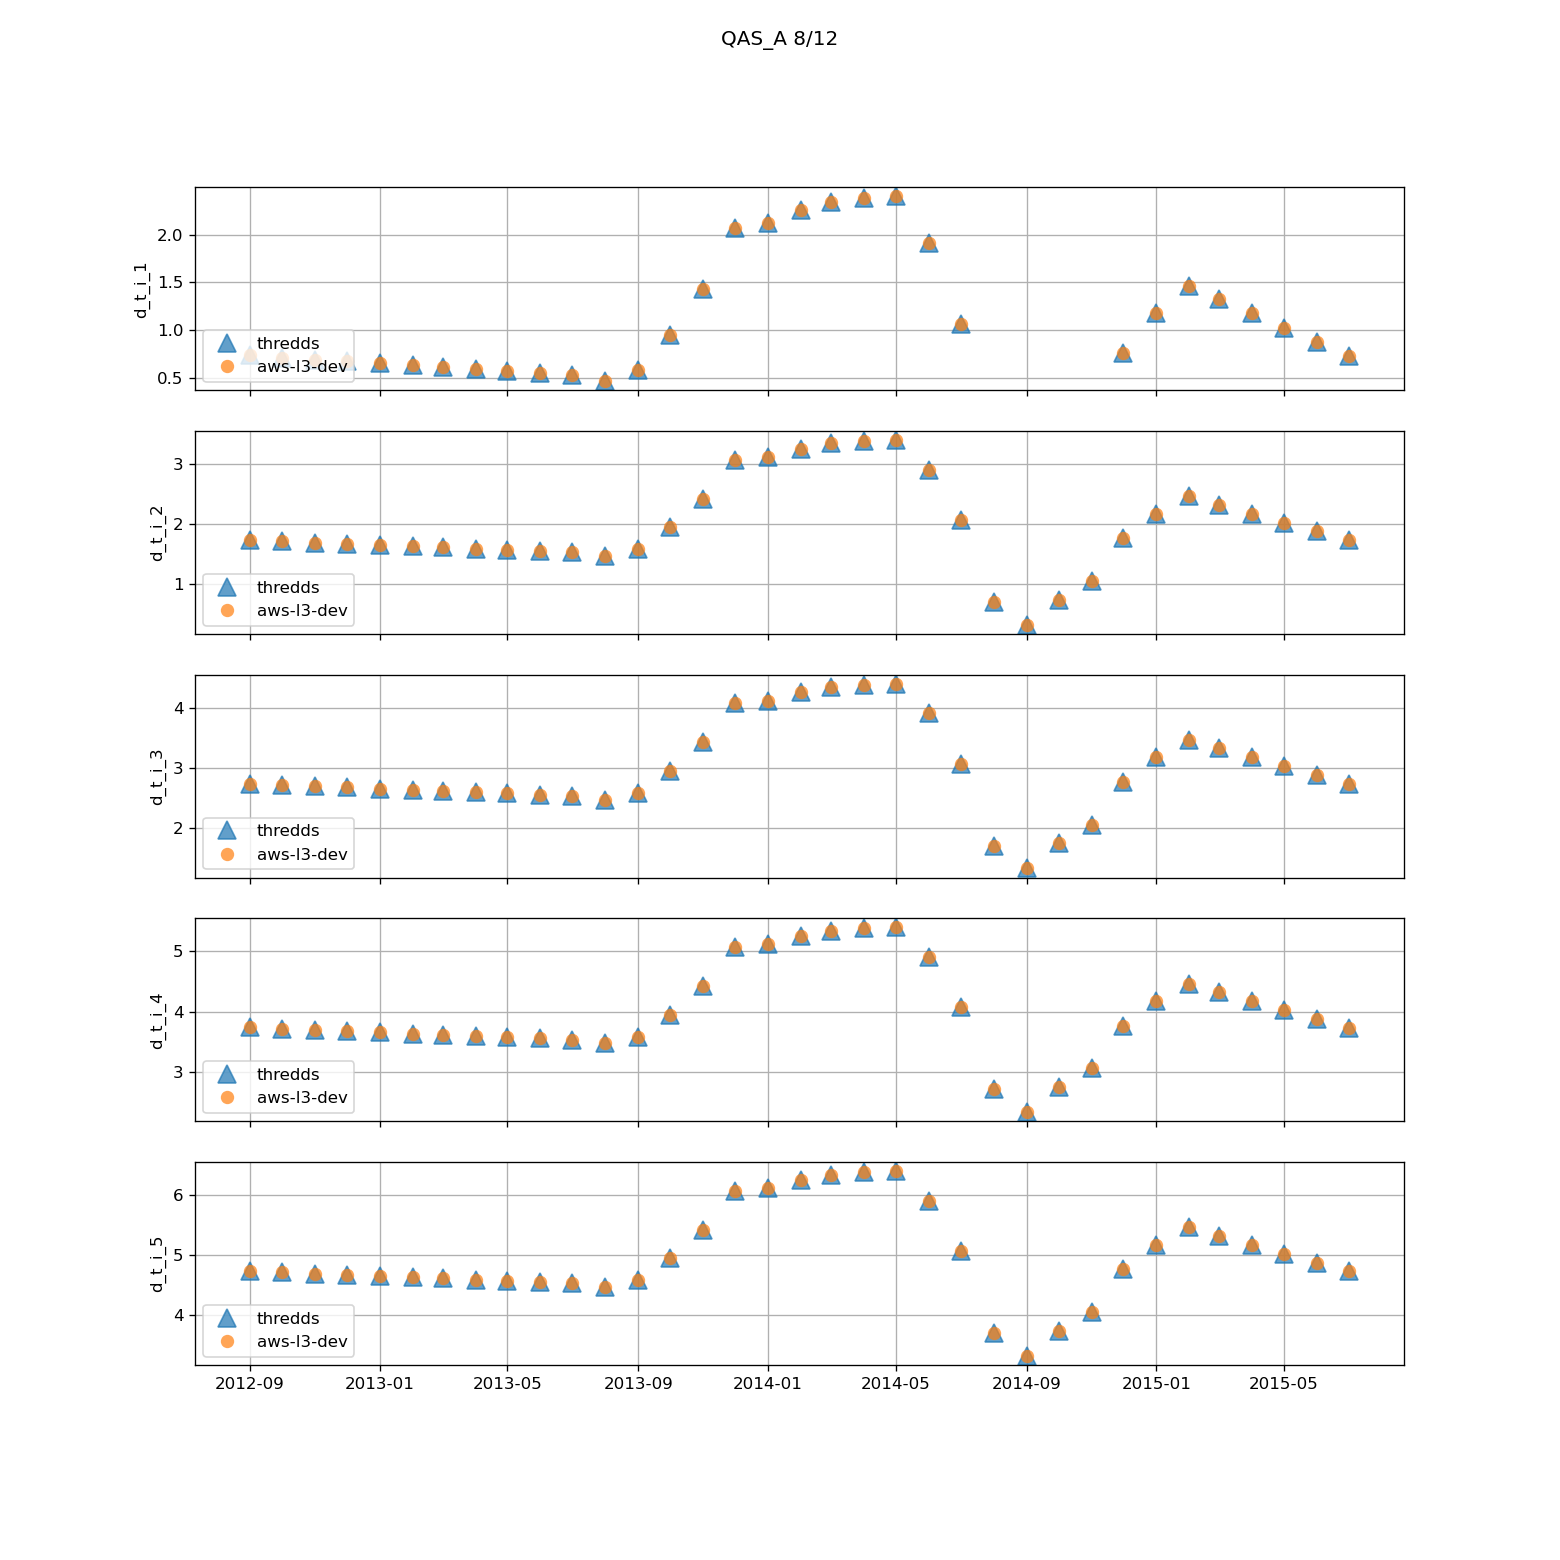 QAS_A 8/12
d_t_i_1
2.0
1.5
1.0
0.5
thredds
aws-l3-dev
d_t_i_2
3
2
1
thredds
aws-l3-dev
d_t_i_3
4
3
2
thredds
aws-l3-dev
d_t_i_4
5
4
3
thredds
aws-l3-dev
d_t_i_5
6
5
4
thredds
aws-l3-dev
2012-09 2013-01 2013-05 2013-09 2014-01 2014-05 2014-09 2015-01 2015-05